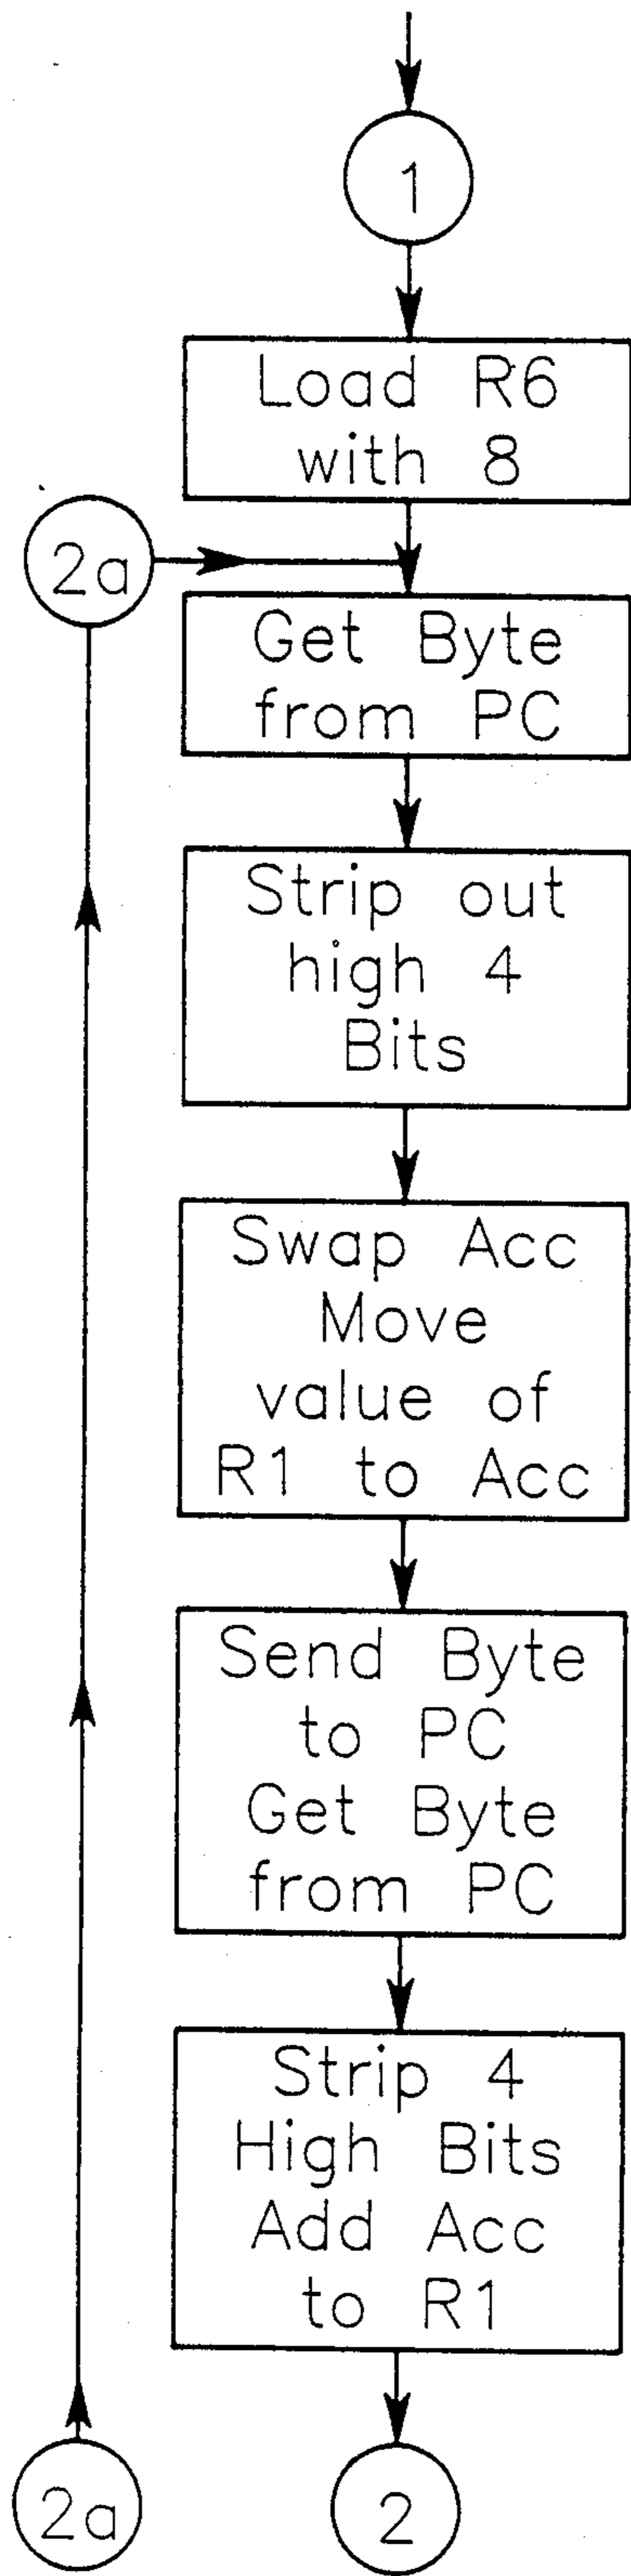 1
Load R6
with 8
2a
Get Byte
from PC
Strip out
high 4
Bits
Swap Acc
Move
value of
R1 to Acc
Send Byte
to PC
Get Byte
from PC
Strip 4
High Bits
Add Acc
to R1
2a
2